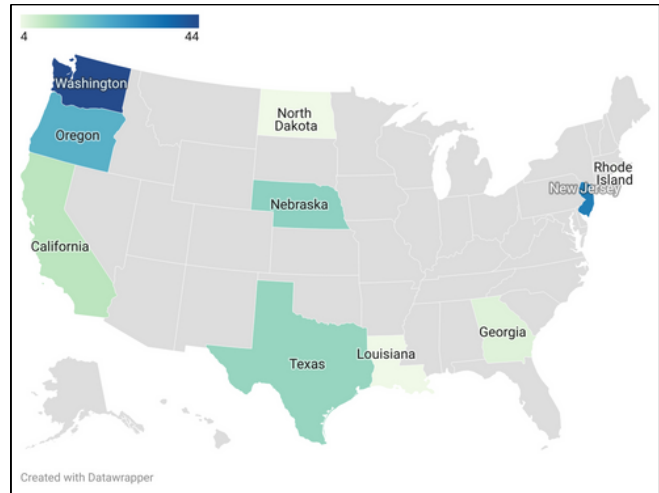 4 44
Washington
Oregon
North
Dakota
Rhode
Island
New Jersey
Nebraska
California
Georgia
Louisiana
Texas
Created with Datawrapper